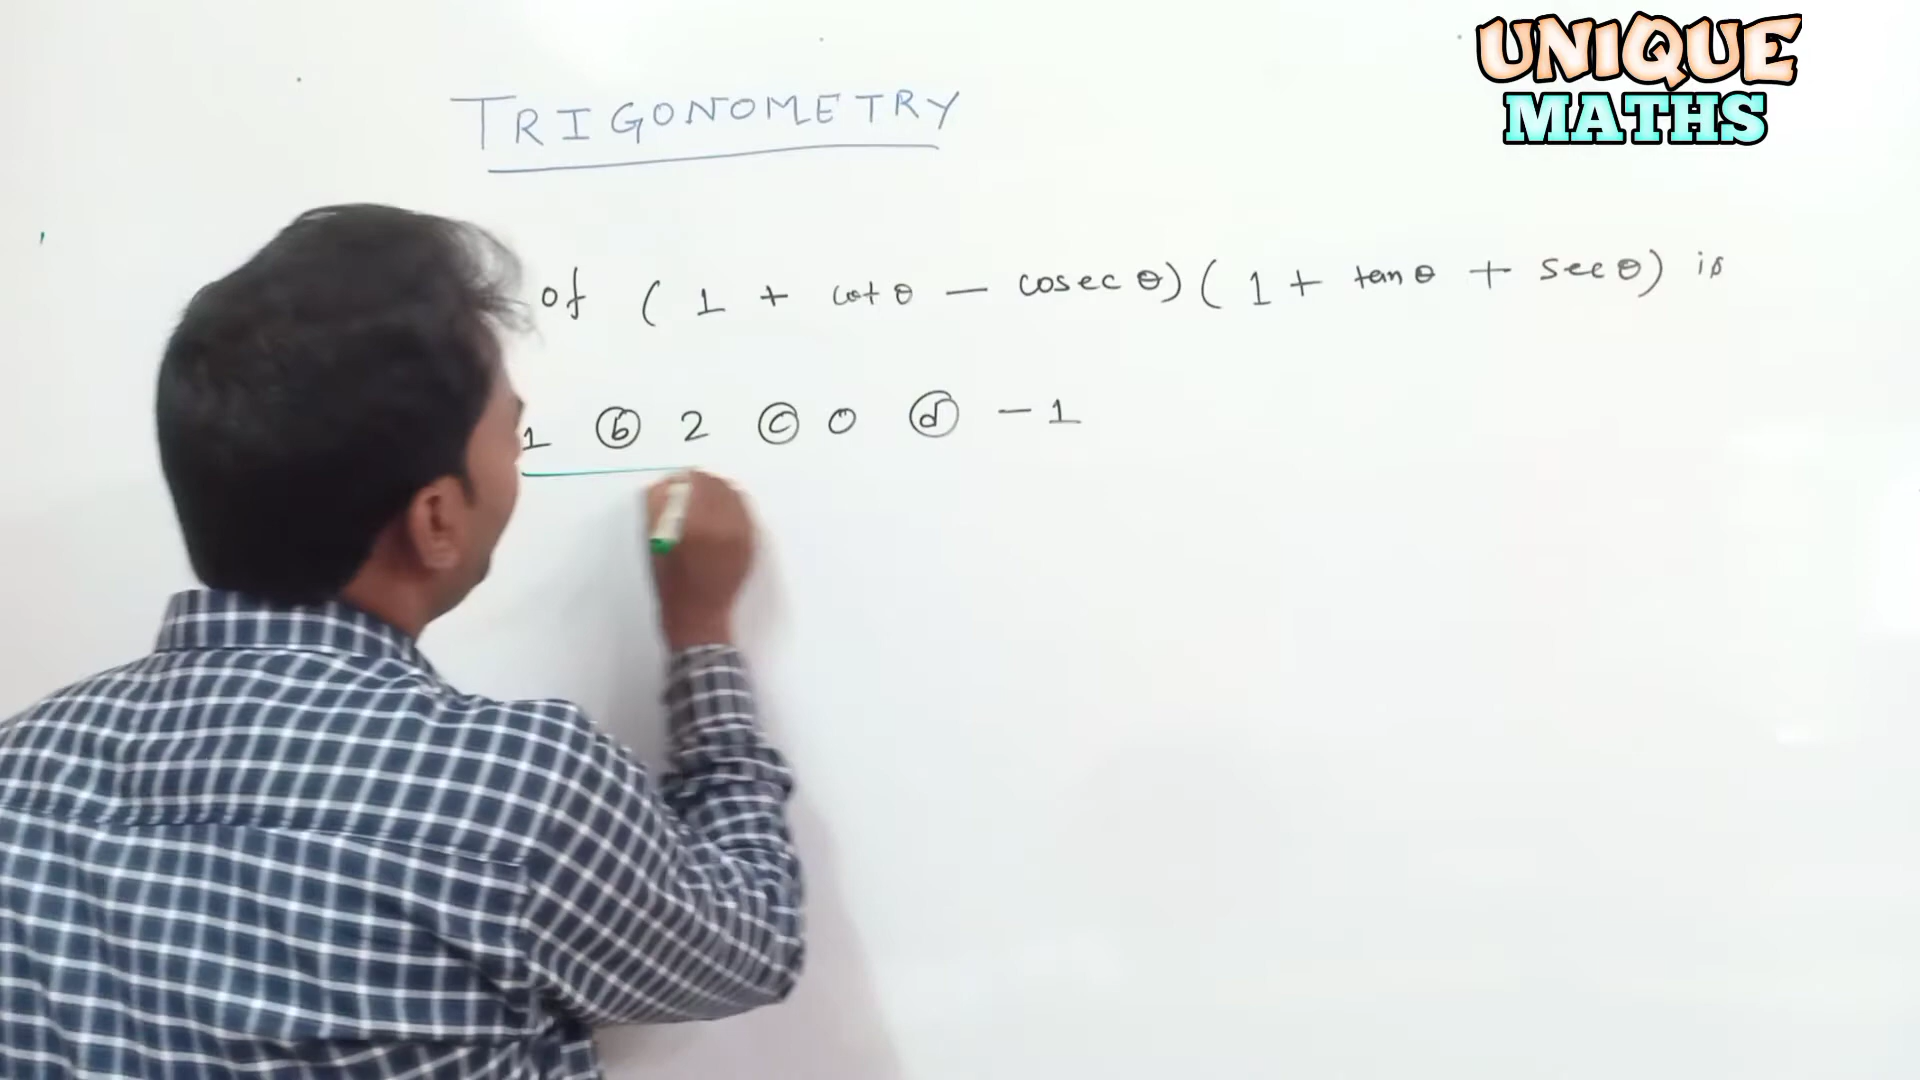 UNIQUE
MATHS
TRIGONOMETRY
of (1 + cot θ - cosec θ)(1 + tan θ + sec θ) is
1 ⓑ 2 ⓒ 0 ⓓ -1